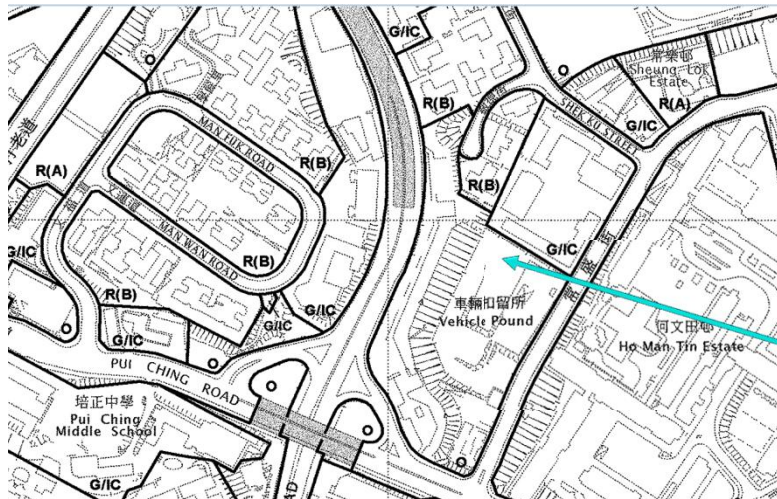 G/IC
常樂邨
Sheung Lok
Estate
R(A)
R(B)
SHEK KU STREET
G/IC
MAN FUK ROAD
R(B)
R(A)
R(B)
MAN WAN ROAD
R(B)
G/IC
G/IC
R(B)
G/IC
G/IC
G/IC
車輛扣留所
Vehicle Pound
何文田邨
Ho Man Tin Estate
PUI CHING ROAD
培正中學
Pui Ching
Middle School
G/IC